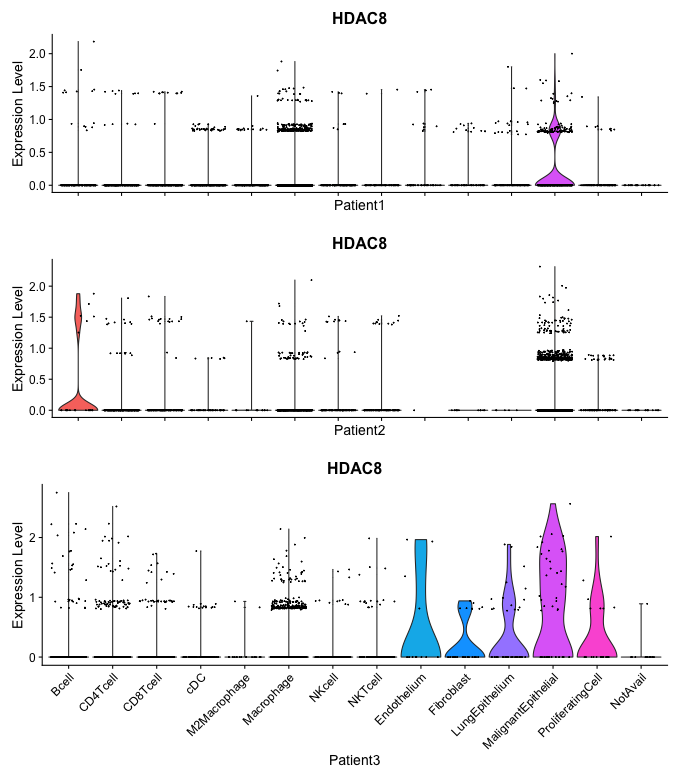 HDAC8
Expression Level
2.0
1.5
1.0
0.5
0.0
Patient1
HDAC8
Expression Level
2.0
1.5
1.0
0.5
0.0
Patient2
HDAC8
Expression Level
2
1
0
Bcell
CD4Tcell
CD8Tcell
cDC
M2Macrophage
Macrophage
NKcell
NKTcell
Endothelium
Fibroblast
LungEpithelium
MalignantEpithelial
ProliferatingCell
NotAvail
Patient3